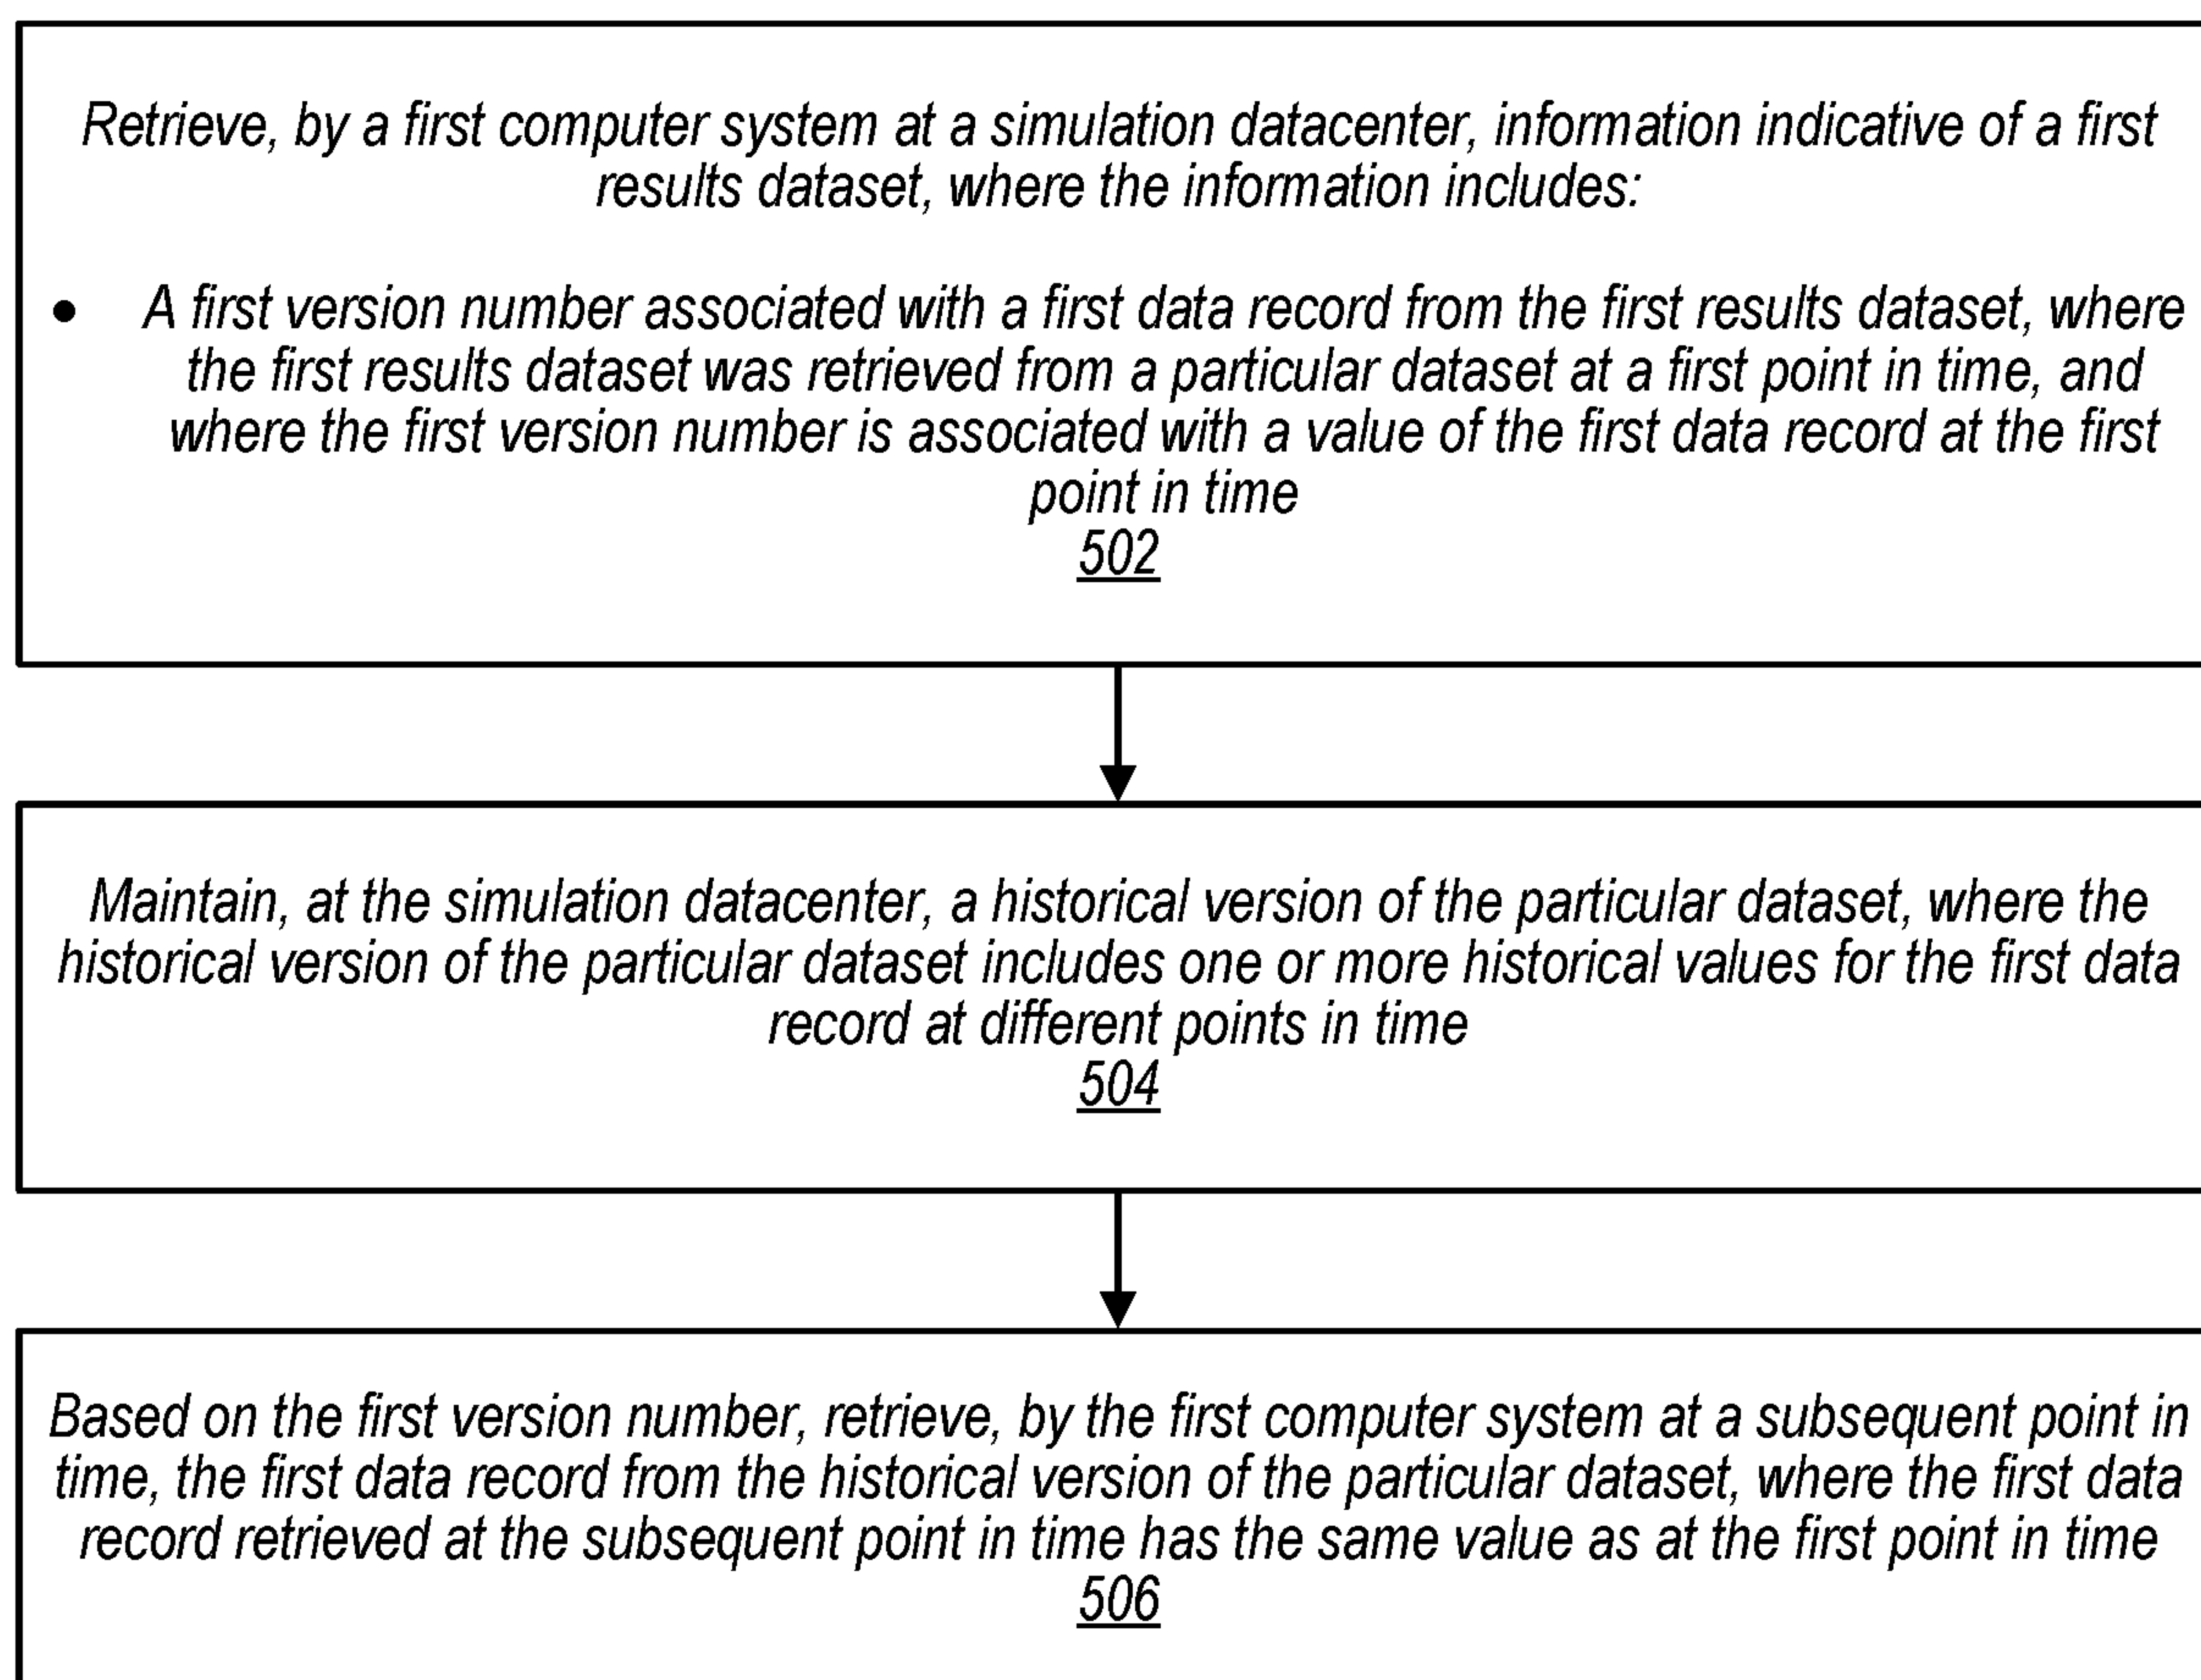 Retrieve, by a first computer system at a simulation datacenter, information indicative of a first
results dataset, where the information includes:
• A first version number associated with a first data record from the first results dataset, where
the first results dataset was retrieved from a particular dataset at a first point in time, and
where the first version number is associated with a value of the first data record at the first
point in time
502
Maintain, at the simulation datacenter, a historical version of the particular dataset, where the
historical version of the particular dataset includes one or more historical values for the first data
record at different points in time
504
Based on the first version number, retrieve, by the first computer system at a subsequent point in
time, the first data record from the historical version of the particular dataset, where the first data
record retrieved at the subsequent point in time has the same value as at the first point in time
506